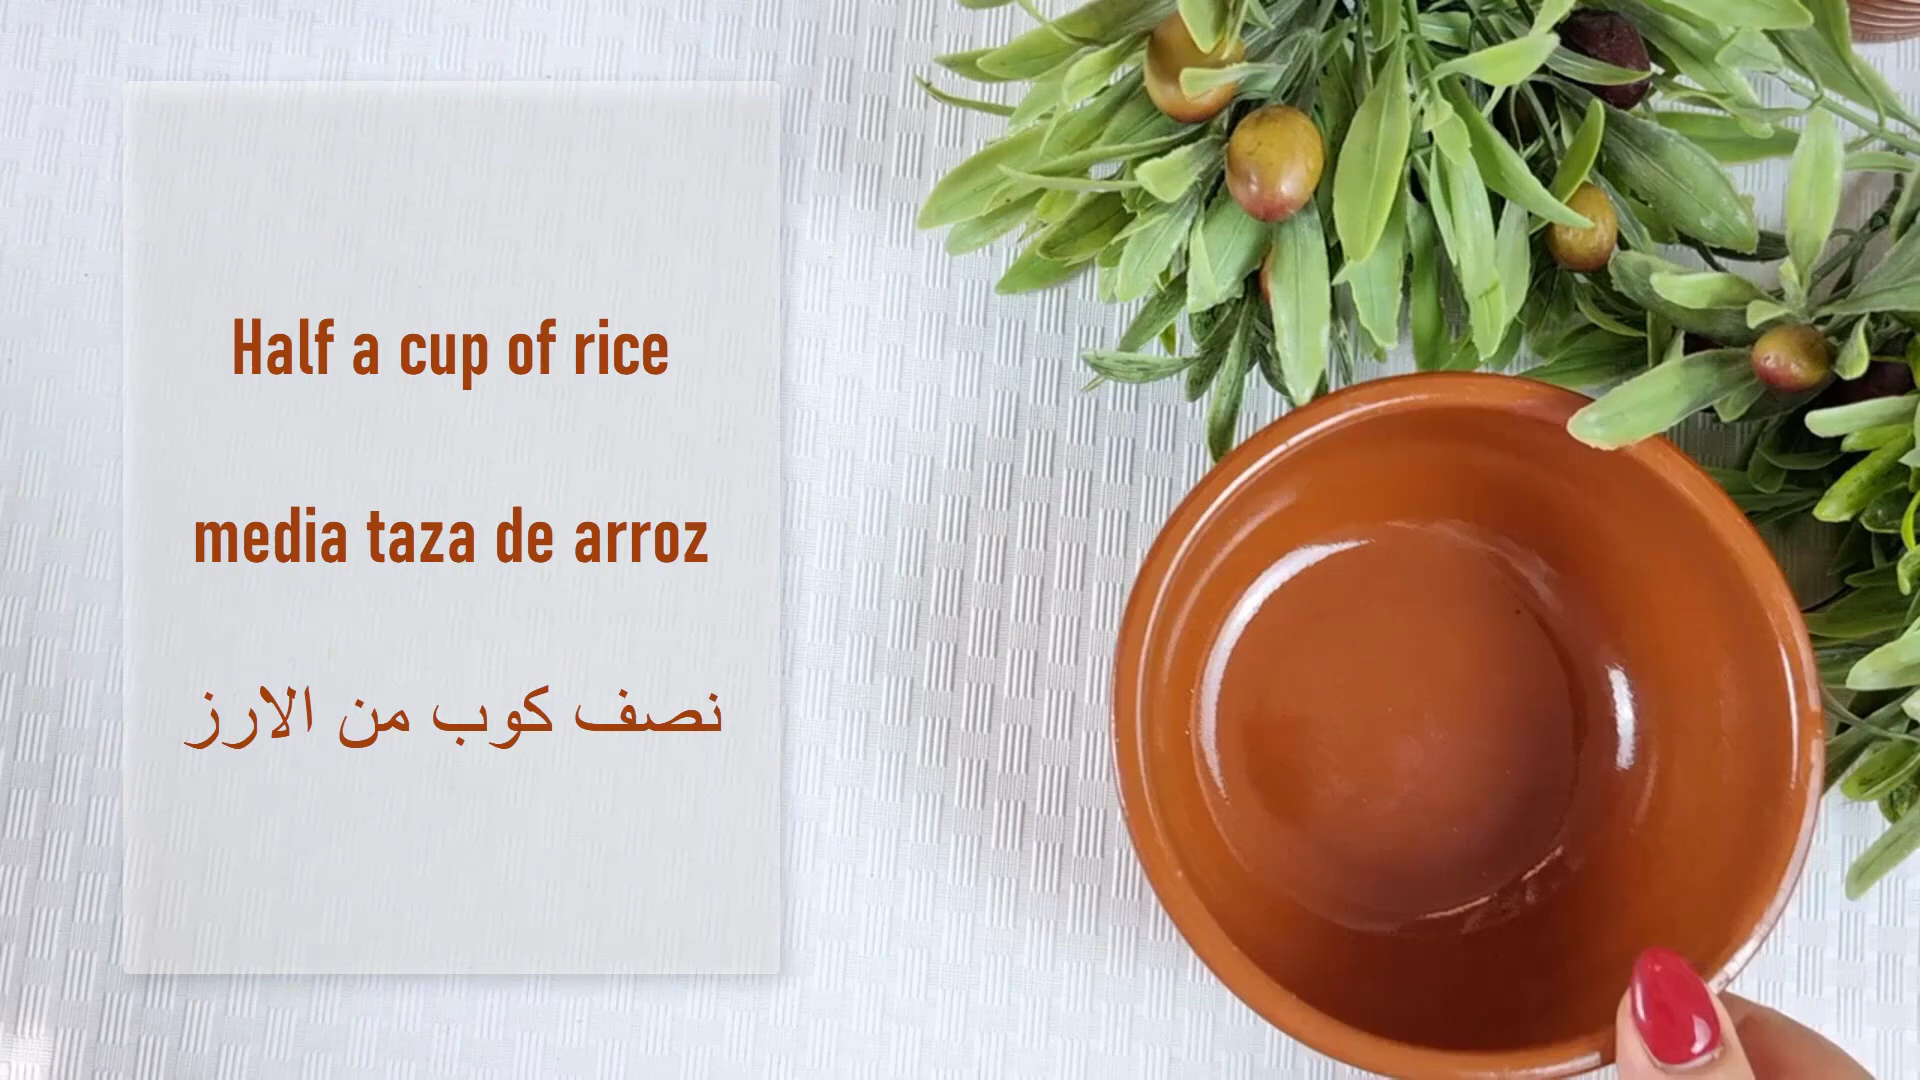 Half a cup of rice
media taza de arroz
نصف كوب من الارز